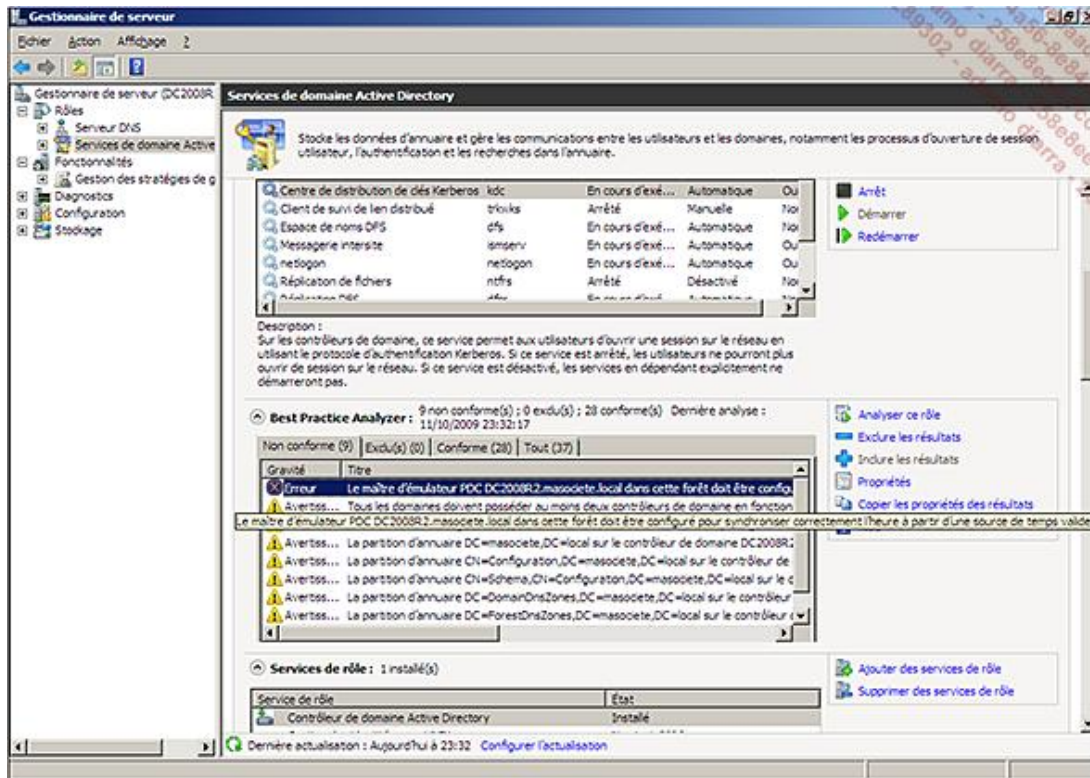 Gestionnaire de serveur
Fichier Action Affichage ?
Gestionnaire de serveur (DC2008R
Rôles
Serveur DNS
Services de domaine Active
Fonctionnalités
Gestion des stratégies de g
Diagnostics
Configuration
Stockage
Services de domaine Active Directory
Stocke les données d'annuaire et gère les communications entre les utilisateurs et les domaines, notamment les processus d'ouverture de session
utilisateur, l'authentification et les recherches dans l'annuaire.
Centre de distribution de clés Kerberos kdc En cours d'exé... Automatique Ou
Client de suivi de lien distribué trkwks Arrêté Manuelle Nor
Espace de noms DFS dfs En cours d'exé... Automatique Nor
Messagerie intersite ismserv En cours d'exé... Automatique Ou
netlogon netlogon En cours d'exé... Automatique Ou
Réplication de fichiers ntfrs Arrêté Désactivé Nor
Réplication DFS dfsr En cours d'exé... Automatique
Arrêt
Démarrer
Redémarrer
Description :
Sur les contrôleurs de domaine, ce service permet aux utilisateurs d'ouvrir une session sur le réseau en
utilisant le protocole d'authentification Kerberos. Si ce service est arrêté, les utilisateurs ne pourront plus
ouvrir de session sur le réseau. Si ce service est désactivé, les services en dépendant explicitement ne
démarreront pas.
Best Practice Analyzer : 9 non conforme(s) ; 0 exclu(s) ; 28 conforme(s) Dernière analyse :
11/10/2009 23:32:17
Non conforme (9) Exclu(s) (0) Conforme (28) Tout (37)
Gravité Titre
Erreur Le maître d'émulateur PDC DC2008R2.masociete.local dans cette forêt doit être configu
Avertiss... Tous les domaines doivent posséder au moins deux contrôleurs de domaine en fonction
Le maître d'émulateur PDC DC2008R2.masociete.local dans cette forêt doit être configuré pour synchroniser correctement l'heure à partir d'une source de temps valide
Avertiss... La partition d'annuaire DC=masociete,DC=local sur le contrôleur de domaine DC2008R2
Avertiss... La partition d'annuaire CN=Configuration,DC=masociete,DC=local sur le contrôleur de
Avertiss... La partition d'annuaire CN=Schema,CN=Configuration,DC=masociete,DC=local sur le c
Avertiss... La partition d'annuaire DC=DomainDnsZones,DC=masociete,DC=local sur le contrôleur
Avertiss... La partition d'annuaire DC=ForestDnsZones,DC=masociete,DC=local sur le contrôleur
Analyser ce rôle
Exclure les résultats
Inclure les résultats
Propriétés
Copier les propriétés des résultats
Services de rôle : 1 installé(s)
Service de rôle État
Contrôleur de domaine Active Directory Installé
Ajouter des services de rôle
Supprimer des services de rôle
Dernière actualisation : Aujourd'hui à 23:32 Configurer l'actualisation